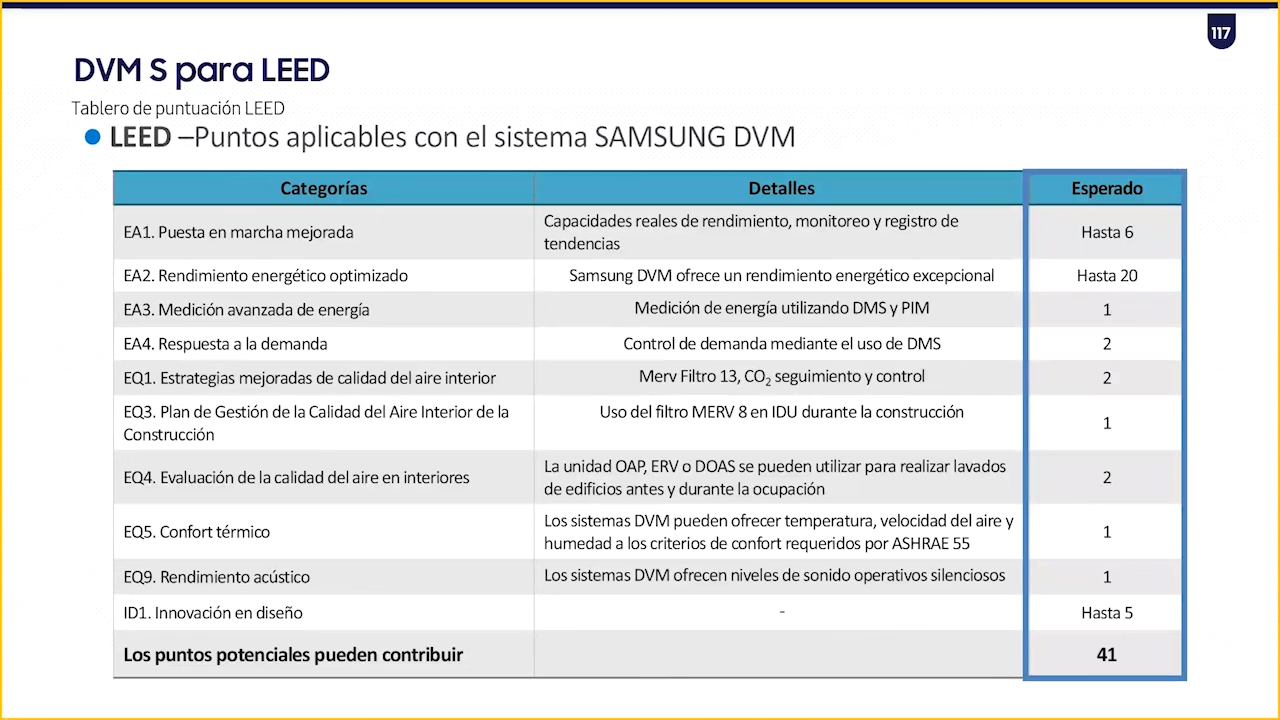 117
DVM S para LEED
Tablero de puntuación LEED
LEED –Puntos aplicables con el sistema SAMSUNG DVM
Categorías Detalles Esperado
EA1. Puesta en marcha mejorada
Capacidades reales de rendimiento, monitoreo y registro de
tendencias
Hasta 6
EA2. Rendimiento energético optimizado
Samsung DVM ofrece un rendimiento energético excepcional
Hasta 20
EA3. Medición avanzada de energía
Medición de energía utilizando DMS y PIM
1
EA4. Respuesta a la demanda
Control de demanda mediante el uso de DMS
2
EQ1. Estrategias mejoradas de calidad del aire interior
Merv Filtro 13, CO₂ seguimiento y control
2
EQ3. Plan de Gestión de la Calidad del Aire Interior de la
Construcción
Uso del filtro MERV 8 en IDU durante la construcción
1
EQ4. Evaluación de la calidad del aire en interiores
La unidad OAP, ERV o DOAS se pueden utilizar para realizar lavados
de edificios antes y durante la ocupación
2
EQ5. Confort térmico
Los sistemas DVM pueden ofrecer temperatura, velocidad del aire y
humedad a los criterios de confort requeridos por ASHRAE 55
1
EQ9. Rendimiento acústico
Los sistemas DVM ofrecen niveles de sonido operativos silenciosos
1
ID1. Innovación en diseño
-
Hasta 5
Los puntos potenciales pueden contribuir
41